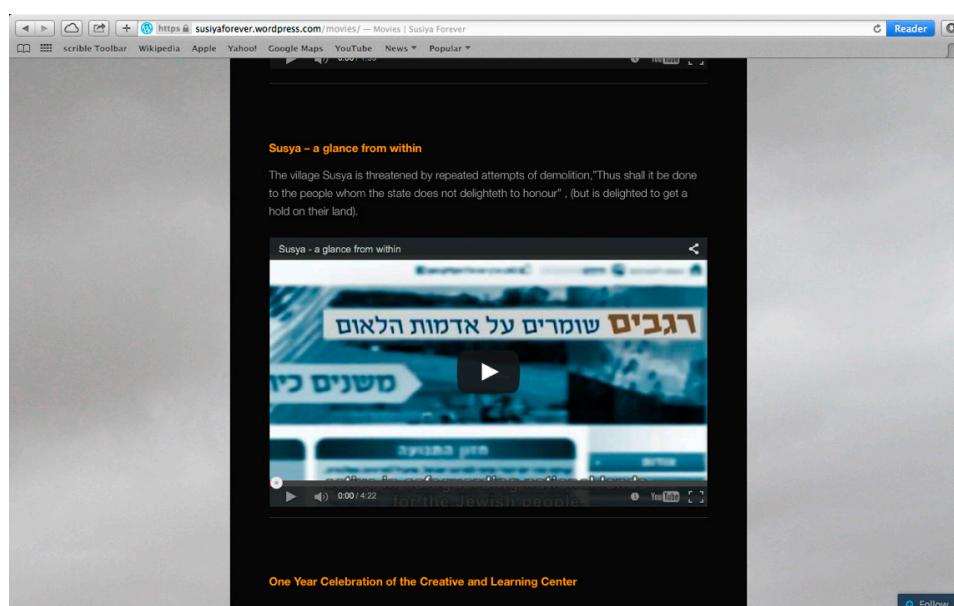 https susiyaforever.wordpress.com/movies/ — Movies | Susiya Forever
Reader
scrible Toolbar Wikipedia Apple Yahoo! Google Maps YouTube News Popular
Susya – a glance from within
The village Susya is threatened by repeated attempts of demolition,"Thus shall it be done
to the people whom the state does not delighteth to honour" , (but is delighted to get a
hold on their land).
Susya - a glance from within
רגבים שומרים על אדמות הלאום
משנים כיו
חזון התנועה
for the Jewish people
0:00 / 4:22
YouTube
One Year Celebration of the Creative and Learning Center
Follow